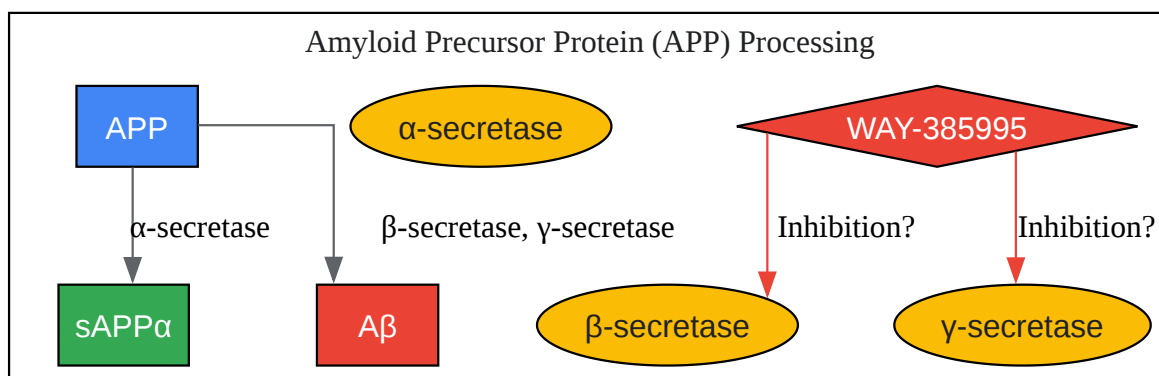 Amyloid Precursor Protein (APP) Processing
APP
α-secretase
WAY-385995
α-secretase
β-secretase, γ-secretase
Inhibition?
Inhibition?
sAPPα
Aβ
β-secretase
γ-secretase